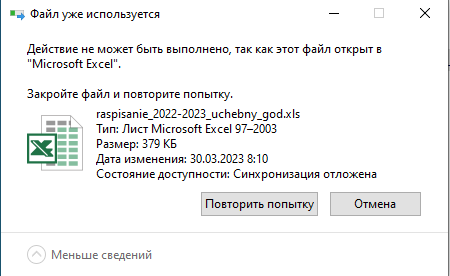 Файл уже используется
Действие не может быть выполнено, так как этот файл открыт в
"Microsoft Excel".
Закройте файл и повторите попытку.
raspisanie_2022-2023_uchebny_god.xls
Тип: Лист Microsoft Excel 97–2003
Размер: 379 КБ
Дата изменения: 30.03.2023 8:10
Состояние доступности: Синхронизация отложена
Повторить попытку
Отмена
Меньше сведений